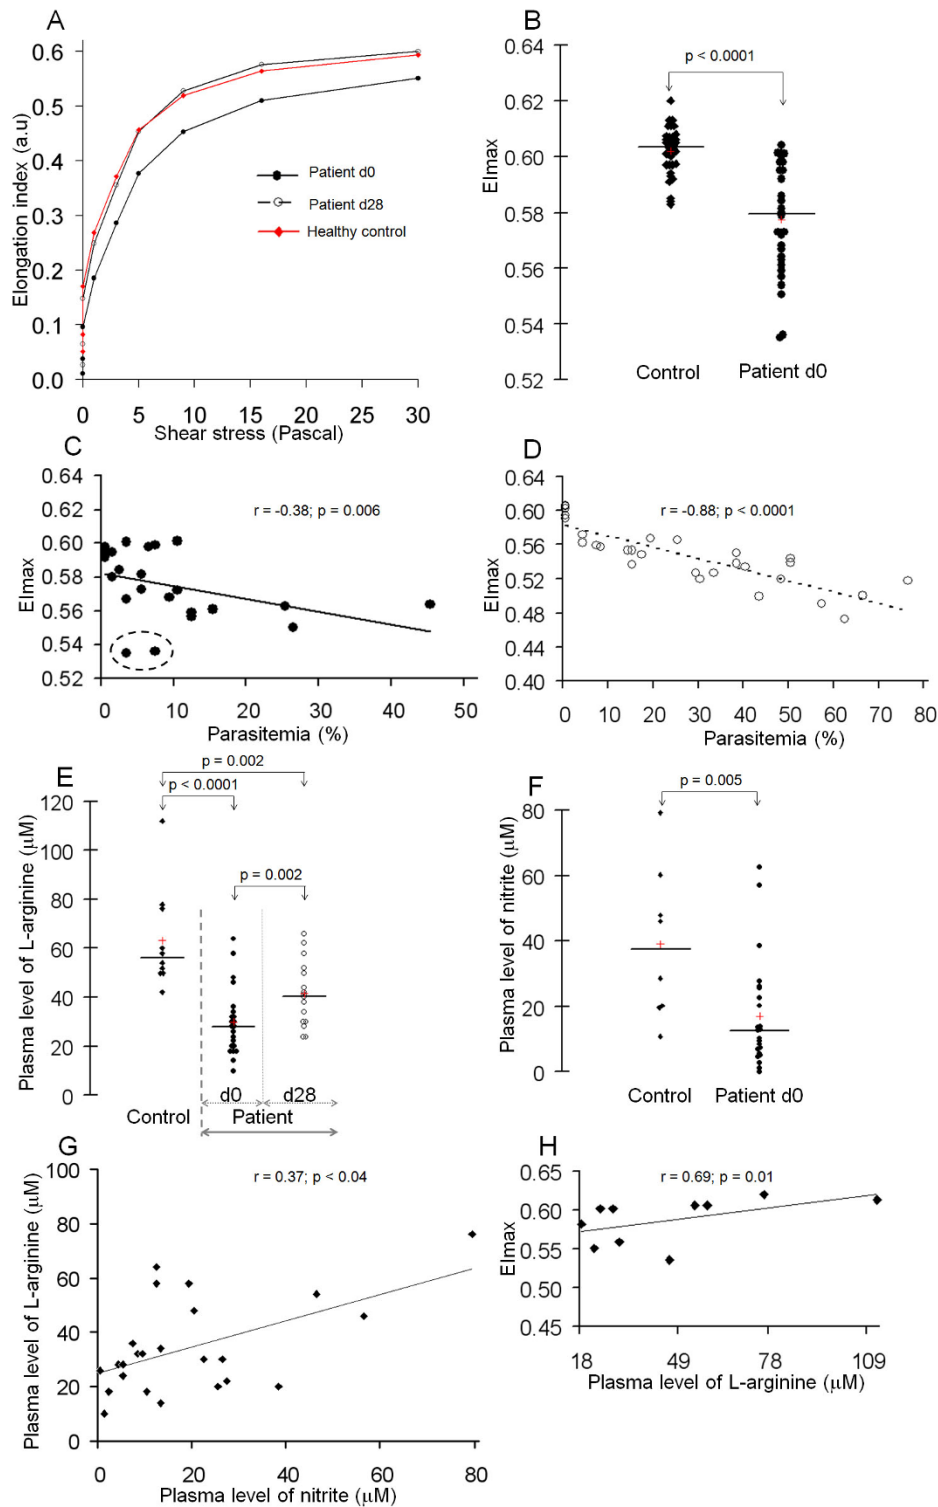 A
Elongation index (a.u)
0.6
0.5
0.4
0.3
0.2
0.1
0.0
Patient d0
Patient d28
Healthy control
0 5 10 15 20 25 30
Shear stress (Pascal)
B
EImax
0.64
0.62
0.60
0.58
0.56
0.54
0.52
p < 0.0001
Control Patient d0
C
EImax
0.64
0.62
0.60
0.58
0.56
0.54
0.52
r = -0.38; p = 0.006
0 10 20 30 40 50
Parasitemia (%)
D
EImax
0.64
0.60
0.56
0.52
0.48
0.44
0.40
r = -0.88; p < 0.0001
0 10 20 30 40 50 60 70 80
Parasitemia (%)
E
Plasma level of L-arginine (µM)
120
100
80
60
40
20
0
p = 0.002
p < 0.0001
p = 0.002
d0 d28
Control Patient
F
Plasma level of nitrite (µM)
80
60
40
20
0
p = 0.005
Control Patient d0
G
Plasma level of L-arginine (µM)
100
80
60
40
20
0
r = 0.37; p < 0.04
0 20 40 60 80
Plasma level of nitrite (µM)
H
EImax
0.65
0.60
0.55
0.50
0.45
r = 0.69; p = 0.01
18 49 78 109
Plasma level of L-arginine (µM)